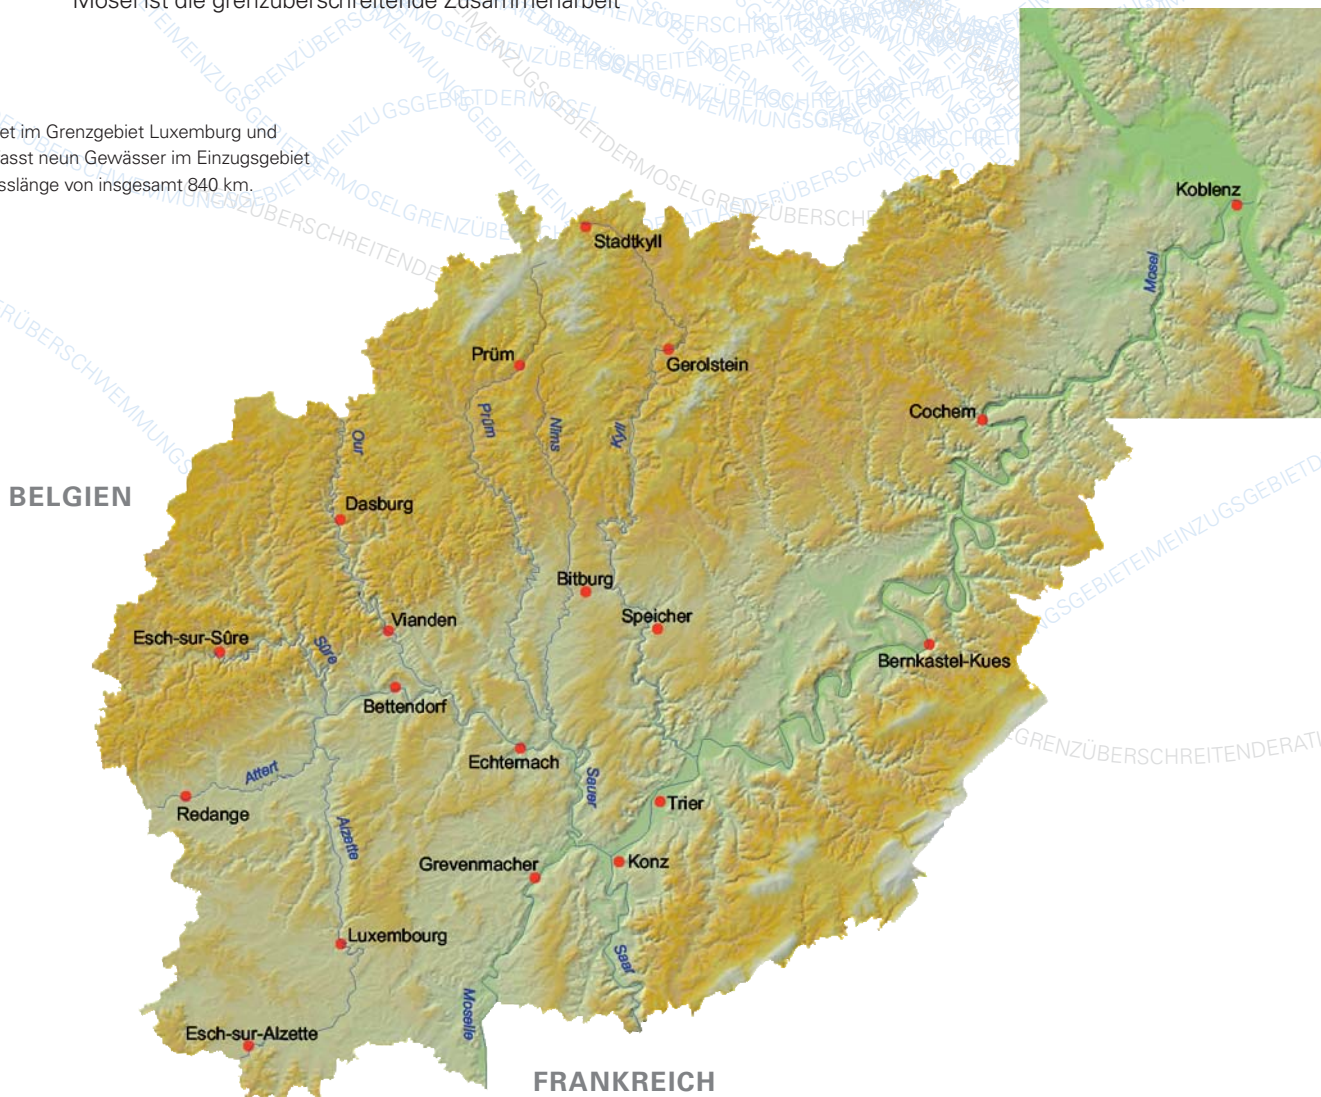 Mosel ist die grenzüberschreitende Zusammenarbeit
et im Grenzgebiet Luxemburg und
asst neun Gewässer im Einzugsgebiet
sslänge von insgesamt 840 km.
Koblenz
Mosel
Stadtkyll
Prüm
Gerolstein
Cochem
Our
Prüm
Nims
Kyll
BELGIEN
Dasburg
Bitburg
Speicher
Vianden
Esch-sur-Sûre
Sûre
Bernkastel-Kues
Bettendorf
Echternach
Attert
Sauer
Redange
Trier
Alzette
Grevenmacher
Konz
Luxembourg
Saar
Moselle
Esch-sur-Alzette
FRANKREICH